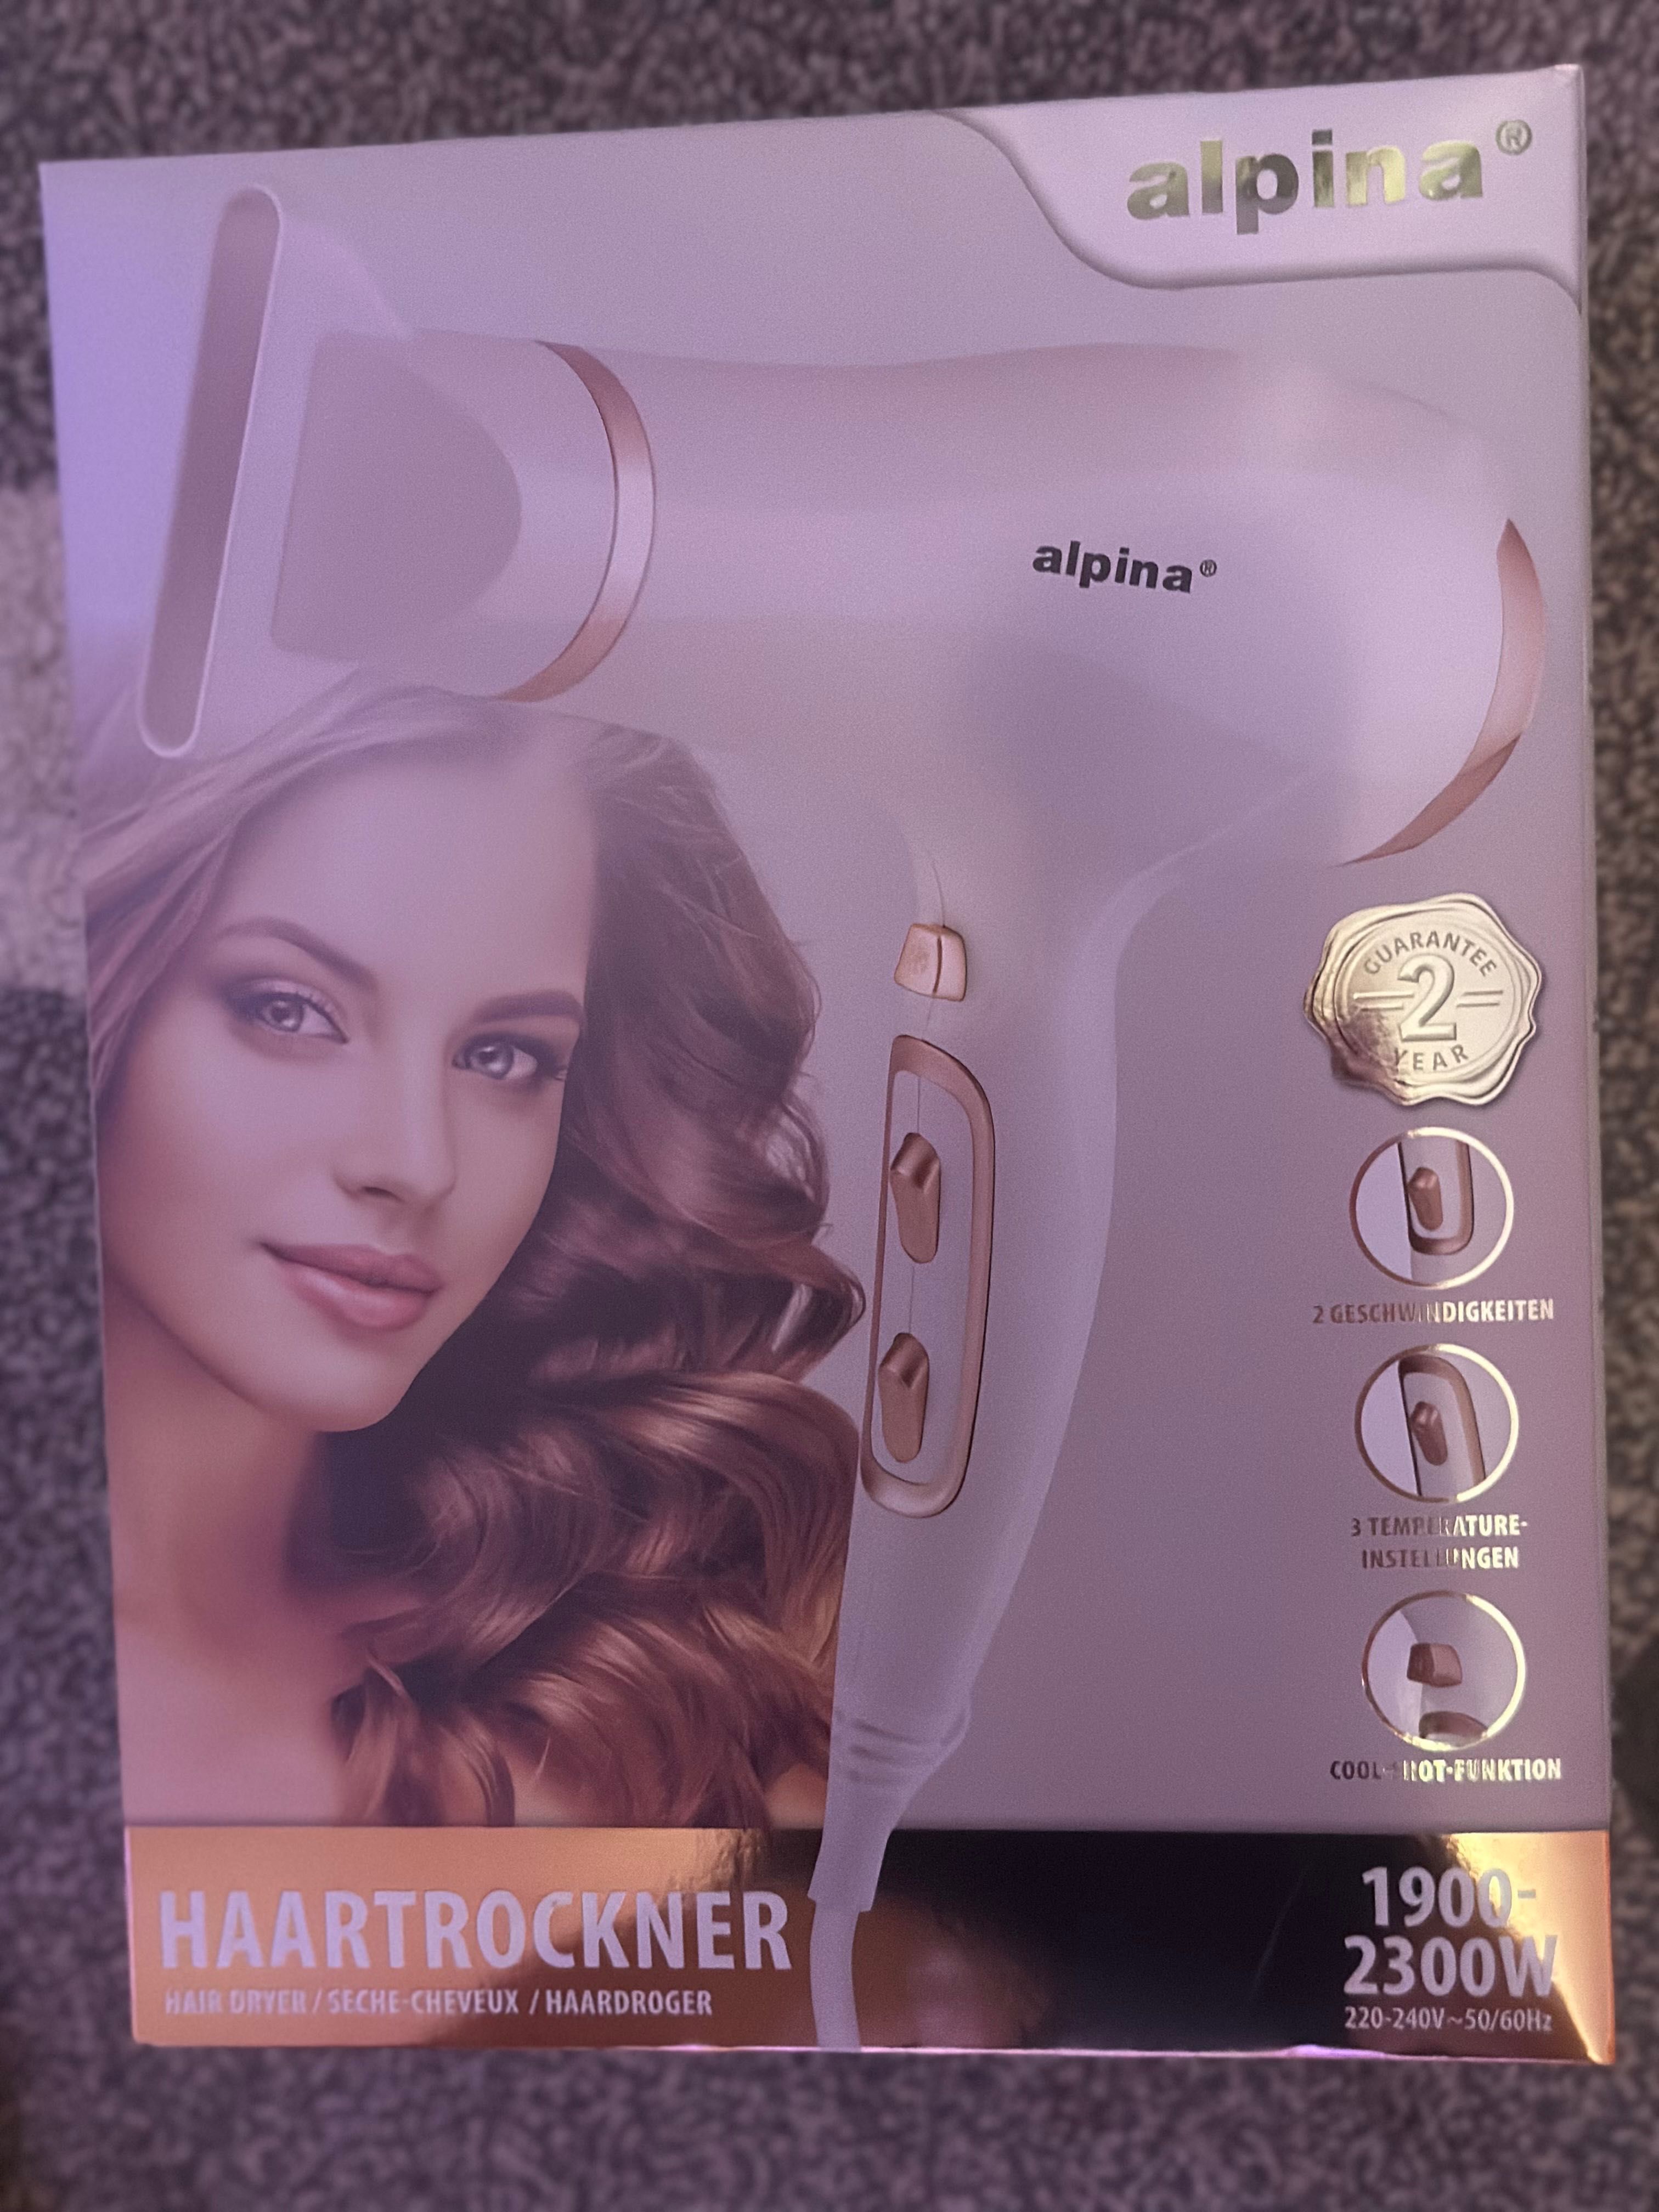 alpina®
alpina®
GUARANTEE
2
YEAR
2 GESCHWINDIGKEITEN
3 TEMPERATURE-
INSTELLUNGEN
COOL-HOT-FUNKTION
HAARTROCKNER
HAIR DRYER / SECHE-CHEVEUX / HAARDROGER
1900-
2300W
220-240V~50/60Hz